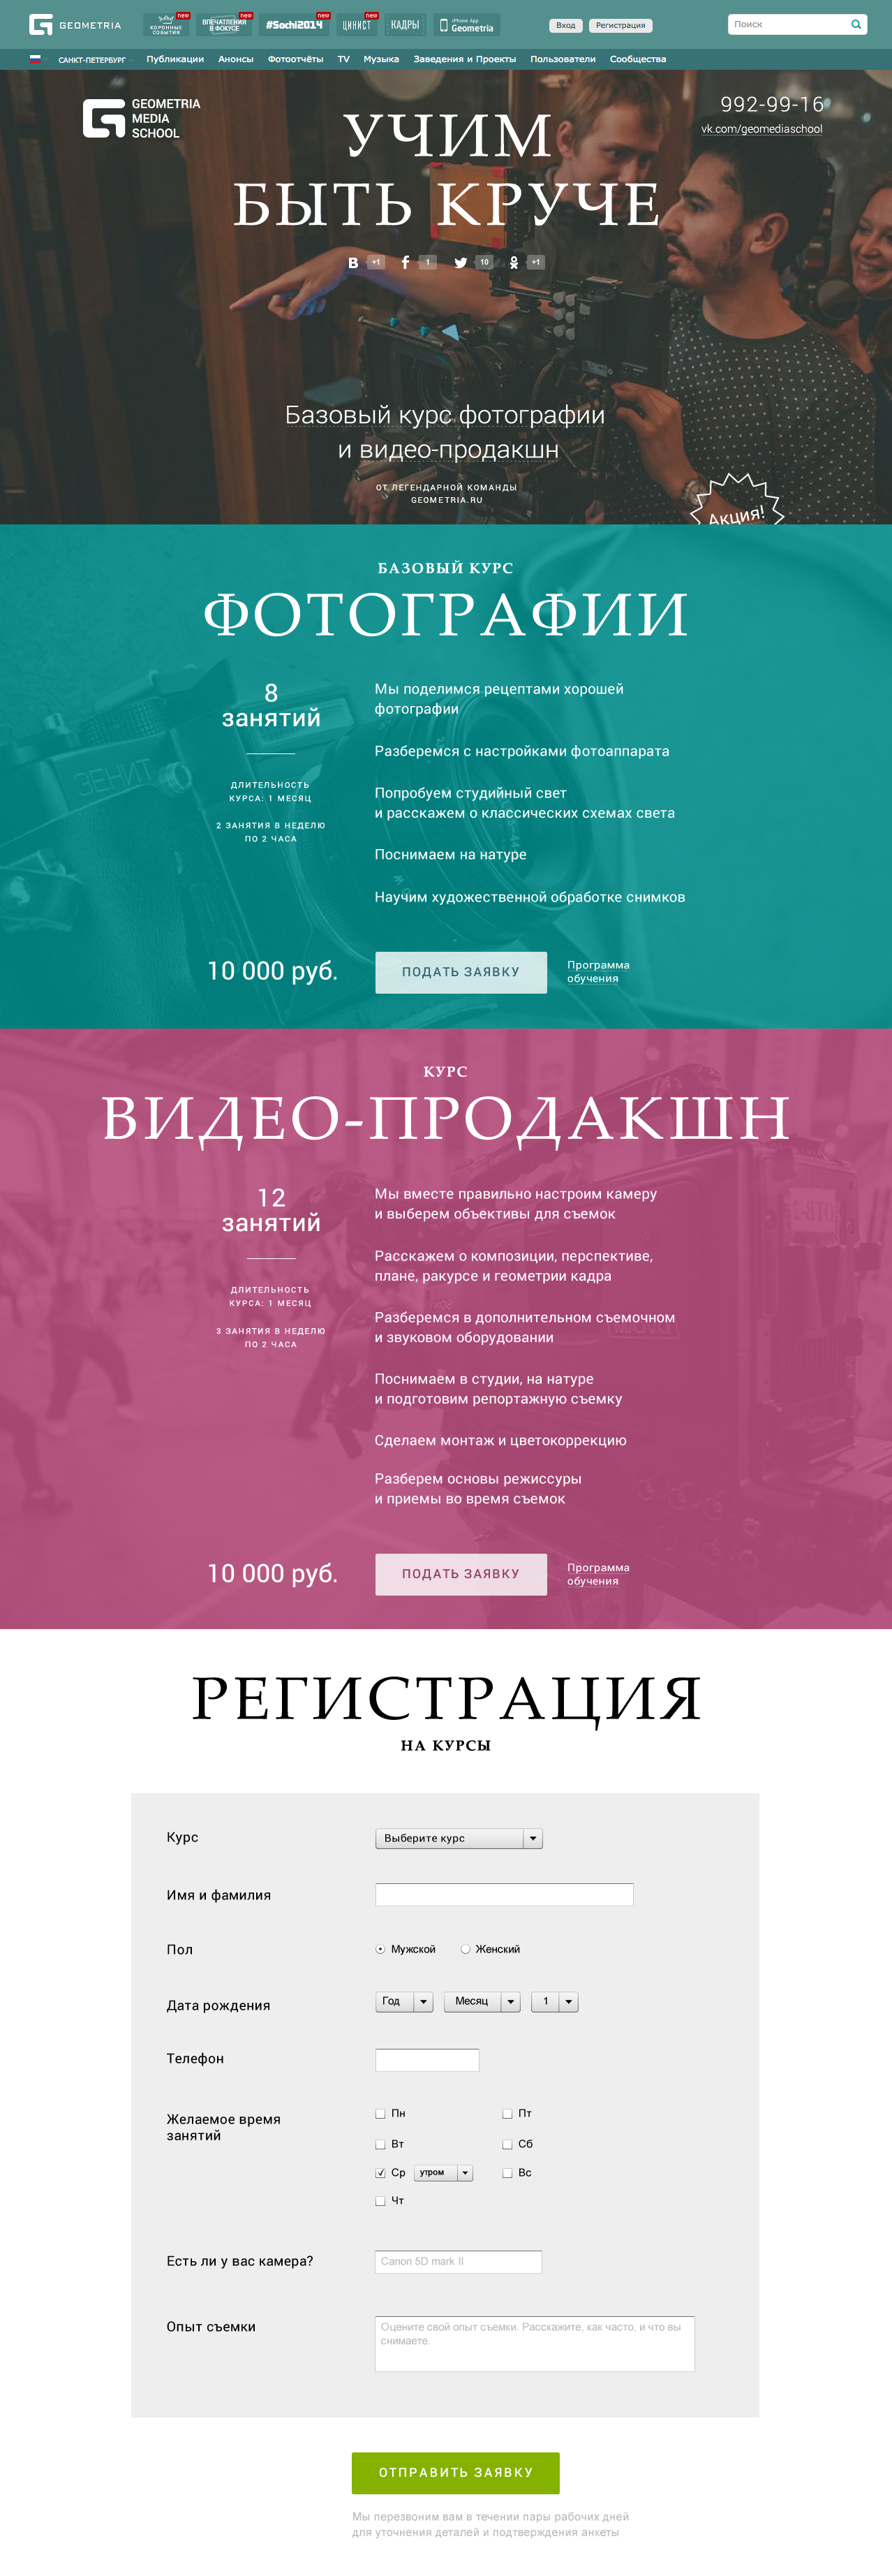 GEOMETRIA
КОРОННЫЕ
СОБЫТИЯ
new
ВПЕЧАТЛЕНИЯ
В ФОКУСЕ
new
#Sochi2014
new
ЦИНИСТ
new
КАДРЫ
iPhone App
Geometria
Вход
Регистрация
Поиск
САНКТ-ПЕТЕРБУРГ
Публикации
Анонсы
Фотоотчёты
TV
Музыка
Заведения и Проекты
Пользователи
Сообщества
GEOMETRIA
MEDIA
SCHOOL
992-99-16
vk.com/geomediaschool
УЧИМ
БЫТЬ КРУЧЕ
+1
1
10
+1
Базовый курс фотографии
и видео-продакшн
ОТ ЛЕГЕНДАРНОЙ КОМАНДЫ
GEOMETRIA.RU
Акция!
БАЗОВЫЙ КУРС
ФОТОГРАФИИ
8
занятий
ДЛИТЕЛЬНОСТЬ
КУРСА: 1 МЕСЯЦ
2 ЗАНЯТИЯ В НЕДЕЛЮ
ПО 2 ЧАСА
ЗЕНИТ
Мы поделимся рецептами хорошей
фотографии
Разберемся с настройками фотоаппарата
Попробуем студийный свет
и расскажем о классических схемах света
Поснимаем на натуре
Научим художественной обработке снимков
10 000 руб.
ПОДАТЬ ЗАЯВКУ
Программа
обучения
КУРС
ВИДЕО-ПРОДАКШН
12
занятий
ДЛИТЕЛЬНОСТЬ
КУРСА: 1 МЕСЯЦ
3 ЗАНЯТИЯ В НЕДЕЛЮ
ПО 2 ЧАСА
Мы вместе правильно настроим камеру
и выберем объективы для съемок
Расскажем о композиции, перспективе,
плане, ракурсе и геометрии кадра
Разберемся в дополнительном съемочном
и звуковом оборудовании
Поснимаем в студии, на натуре
и подготовим репортажную съемку
Сделаем монтаж и цветокоррекцию
Разберем основы режиссуры
и приемы во время съемок
10 000 руб.
ПОДАТЬ ЗАЯВКУ
Программа
обучения
РЕГИСТРАЦИЯ
НА КУРСЫ
Курс
Выберите курс
Имя и фамилия
Пол
Мужской
Женский
Дата рождения
Год
Месяц
1
Телефон
Желаемое время
занятий
Пн
Пт
Вт
Сб
Ср
утром
Вс
Чт
Есть ли у вас камера?
Canon 5D mark II
Опыт съемки
Оцените свой опыт съемки. Расскажите, как часто, и что вы
снимаете.
ОТПРАВИТЬ ЗАЯВКУ
Мы перезвоним вам в течении пары рабочих дней
для уточнения деталей и подтверждения анкеты